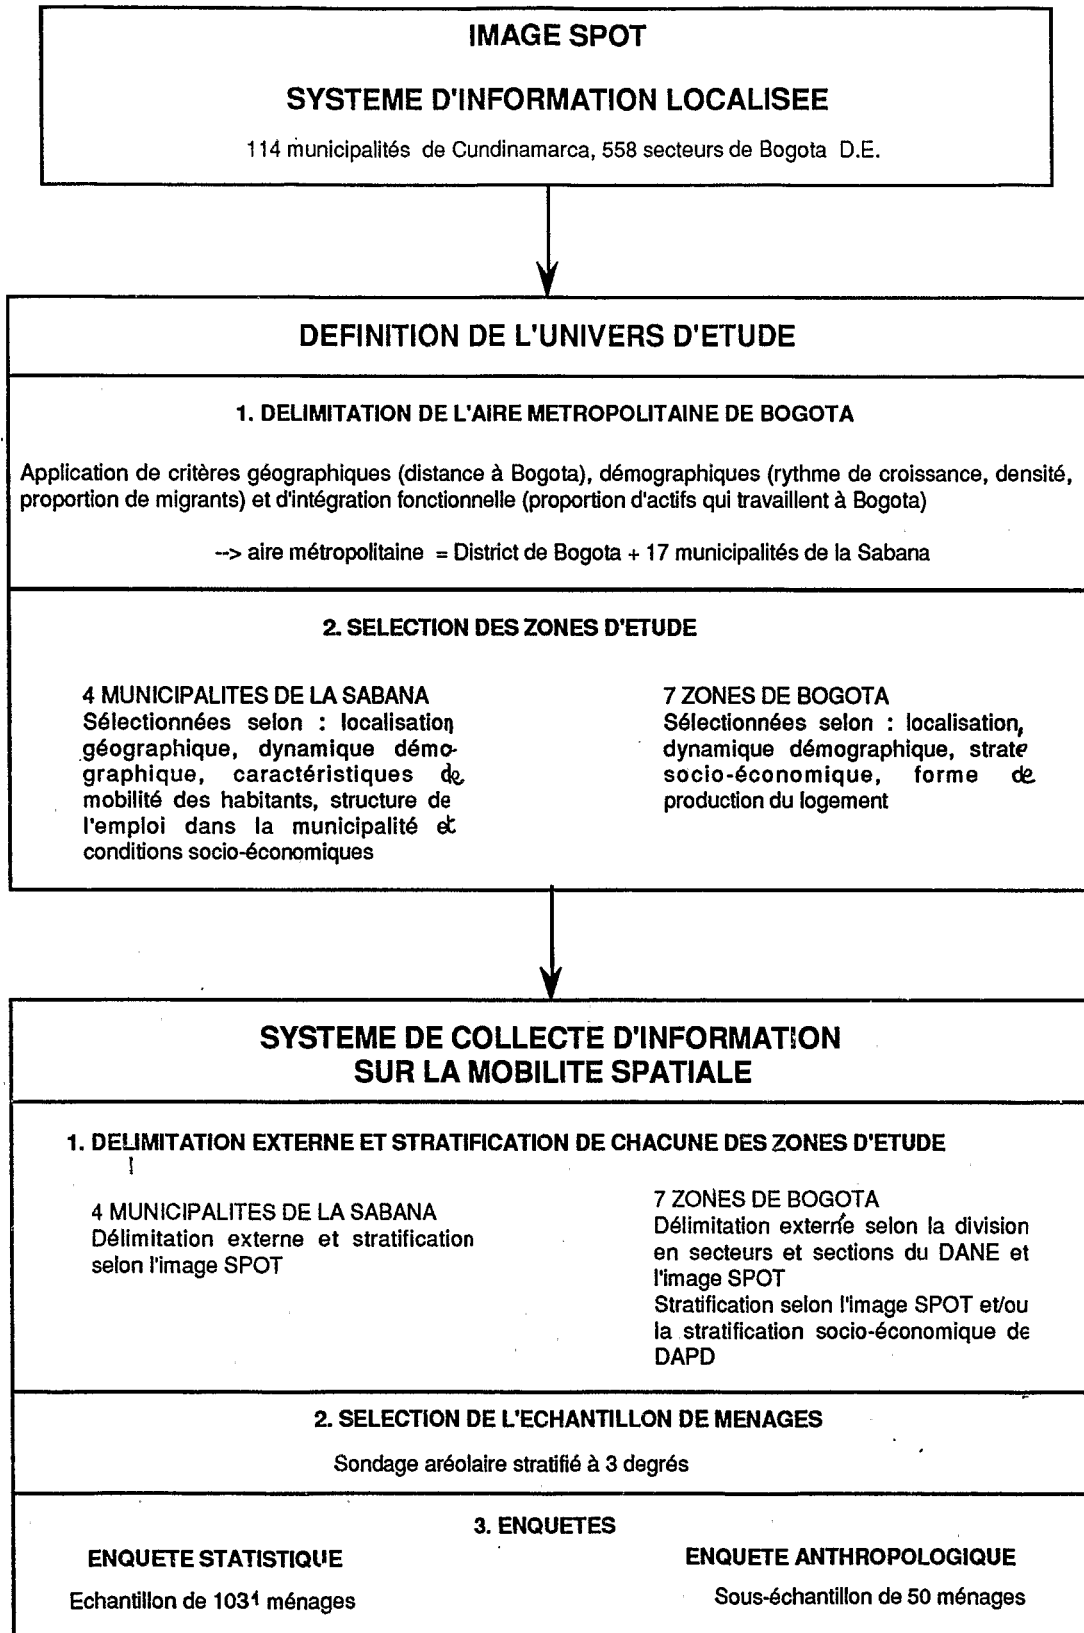 IMAGE SPOT
SYSTEME D'INFORMATION LOCALISEE
114 municipalités de Cundinamarca, 558 secteurs de Bogota D.E.
DEFINITION DE L'UNIVERS D'ETUDE
1. DELIMITATION DE L'AIRE METROPOLITAINE DE BOGOTA
Application de critères géographiques (distance à Bogota), démographiques (rythme de croissance, densité,
proportion de migrants) et d'intégration fonctionnelle (proportion d'actifs qui travaillent à Bogota)
--> aire métropolitaine = District de Bogota + 17 municipalités de la Sabana
2. SELECTION DES ZONES D'ETUDE
4 MUNICIPALITES DE LA SABANA
Sélectionnées selon : localisation
géographique, dynamique démo-
graphique, caractéristiques de
mobilité des habitants, structure de
l'emploi dans la municipalité et
conditions socio-économiques
7 ZONES DE BOGOTA
Sélectionnées selon : localisation,
dynamique démographique, strate
socio-économique, forme de
production du logement
SYSTEME DE COLLECTE D'INFORMATION
SUR LA MOBILITE SPATIALE
1. DELIMITATION EXTERNE ET STRATIFICATION DE CHACUNE DES ZONES D'ETUDE
4 MUNICIPALITES DE LA SABANA
Délimitation externe et stratification
selon l'image SPOT
7 ZONES DE BOGOTA
Délimitation externe selon la division
en secteurs et sections du DANE et
l'image SPOT
Stratification selon l'image SPOT et/ou
la stratification socio-économique de
DAPD
2. SELECTION DE L'ECHANTILLON DE MENAGES
Sondage aréolaire stratifié à 3 degrés
3. ENQUETES
ENQUETE STATISTIQUE
Echantillon de 1031 ménages
ENQUETE ANTHROPOLOGIQUE
Sous-échantillon de 50 ménages